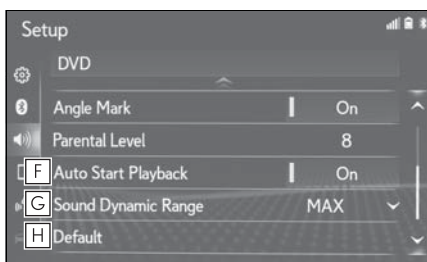 Setup
DVD
Angle Mark On
Parental Level 8
F Auto Start Playback On
G Sound Dynamic Range MAX
H Default